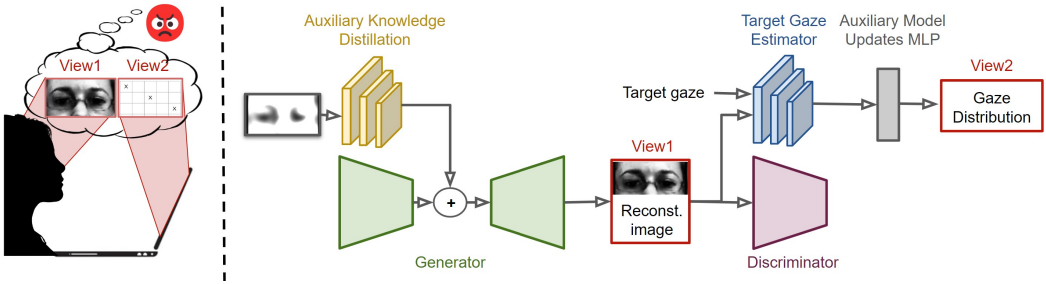 View1
View2
x
x
x
Auxiliary Knowledge
Distillation
Target Gaze
Estimator
Auxiliary Model
Updates MLP
View2
Target gaze
Gaze
Distribution
View1
+
Reconst.
image
Generator
Discriminator